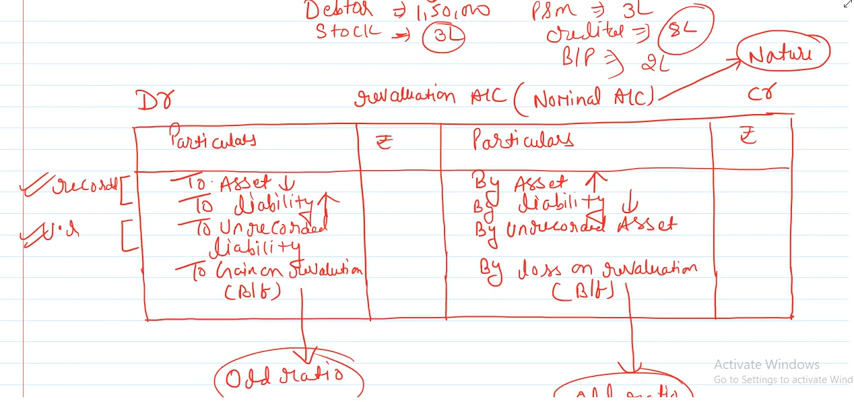 Debtor ⇒ 1,50,000 P&M ⇒ 3L
Stock → 3L Creditor ⇒ 8L
B/P ⇒ 2L
Nature
Dr revaluation A/C (Nominal A/C) Cr
Particulars ₹ Particulars ₹
recorded [ To Asset ↓ By Asset ↑
To liability ↑ By liability ↓
U.r [ To Unrecorded By Unrecorded Asset
liability
To Gain on revaluation By loss on revaluation
(B/f) (B/f)
Old ratio
old ratio
Activate Windows
Go to Settings to activate Wind